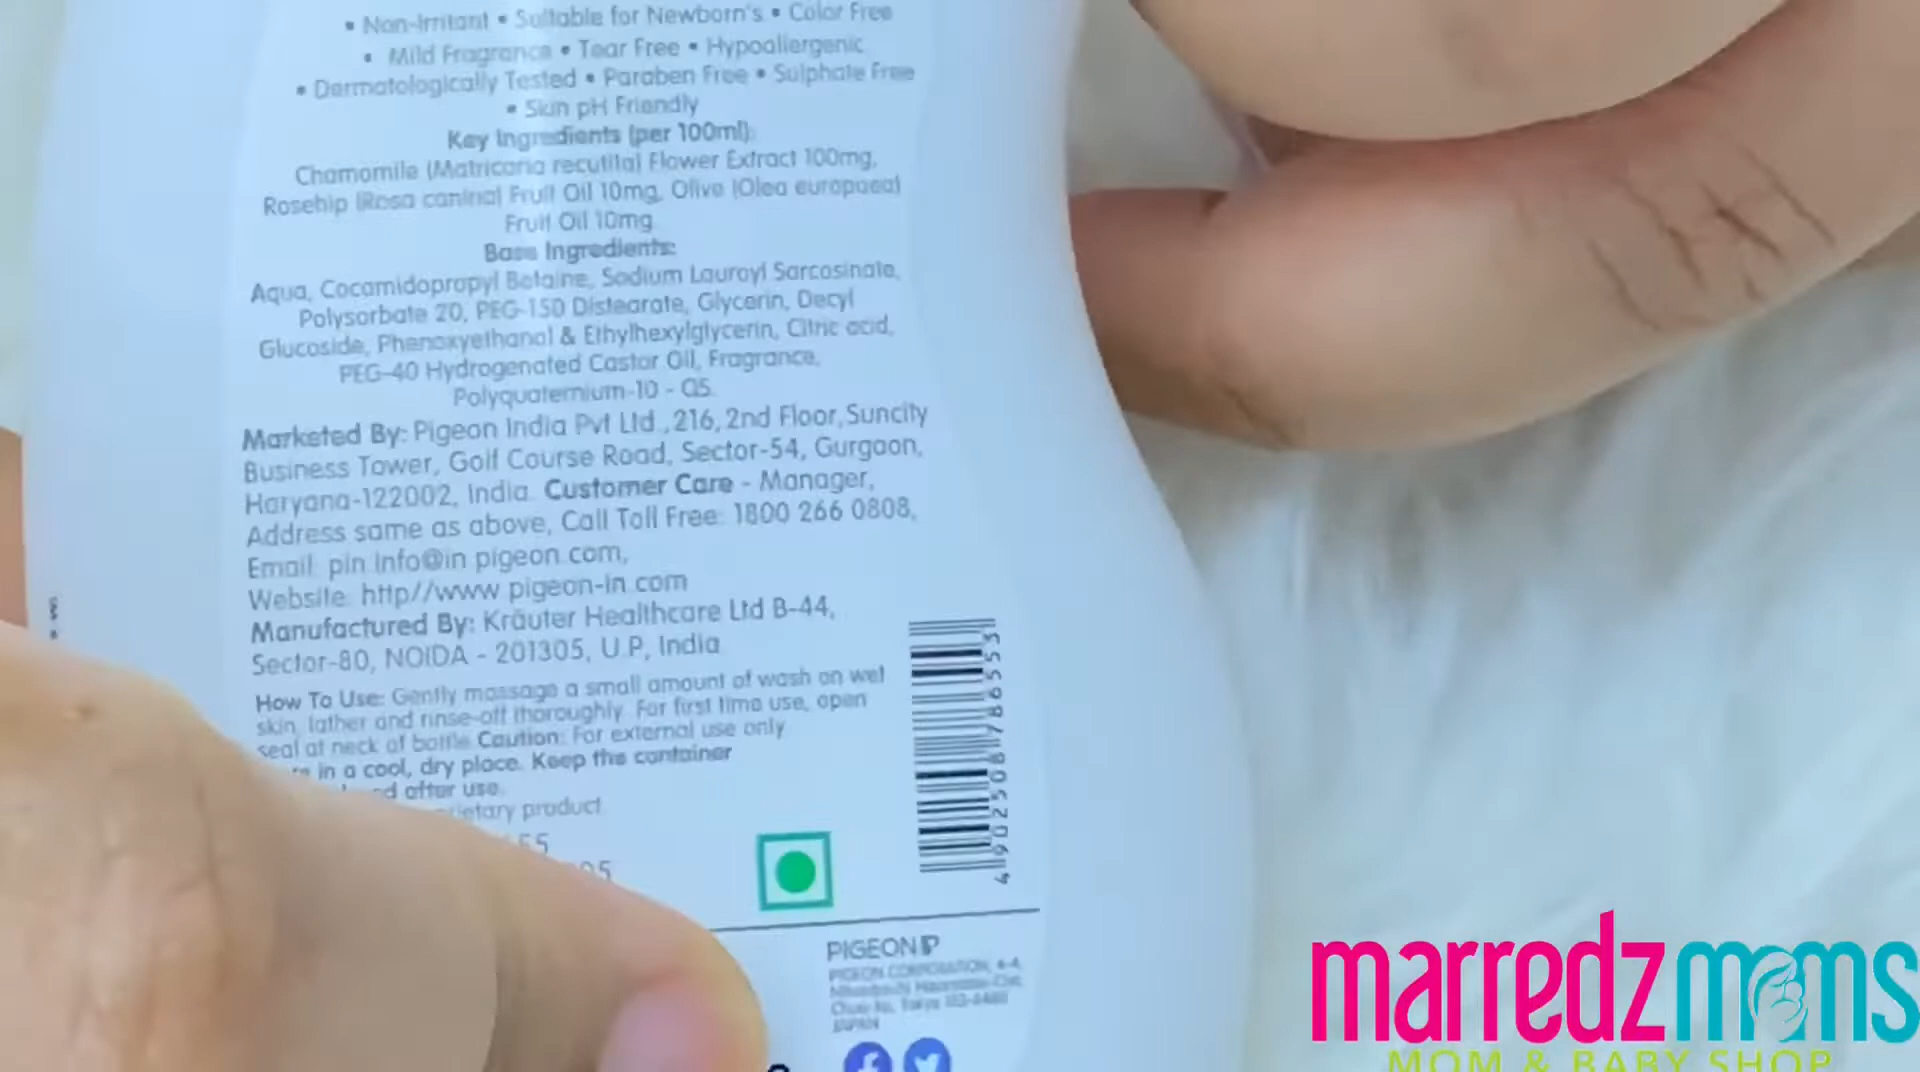 • Non-Irritant • Suitable for Newborn's • Color Free
• Mild Fragrance • Tear Free • Hypoallergenic
• Dermatologically Tested • Paraben Free • Sulphate Free
• Skin pH Friendly
Key Ingredients (per 100ml):
Chamomile (Matricaria recutita) Flower Extract 100mg,
Rosehip (Rosa canina) Fruit Oil 10mg, Olive (Olea europaea)
Fruit Oil 10mg
Base Ingredients:
Aqua, Cocamidopropyl Betaine, Sodium Lauroyl Sarcosinate,
Polysorbate 20, PEG-150 Distearate, Glycerin, Decyl
Glucoside, Phenoxyethanol & Ethylhexylglycerin, Citric acid,
PEG-40 Hydrogenated Castor Oil, Fragrance,
Polyquaternium-10 - QS.
Marketed By: Pigeon India Pvt Ltd.,216, 2nd Floor, Suncity
Business Tower, Golf Course Road, Sector-54, Gurgaon,
Haryana-122002, India. Customer Care - Manager,
Address same as above, Call Toll Free: 1800 266 0808,
Email: pin.info@in.pigeon.com,
Website: http//www.pigeon-in.com
Manufactured By: Kräuter Healthcare Ltd B-44,
Sector-80, NOIDA - 201305, U.P, India
How To Use: Gently massage a small amount of wash on wet
skin, lather and rinse-off thoroughly. For first time use, open
seal at neck of bottle. Caution: For external use only
in a cool, dry place. Keep the container
after use.
product
4 902508 786553
PIGEON
PIGEON CORPORATION, 4-4,
JAPAN
marredzmoms
MOM & BABY SHOP